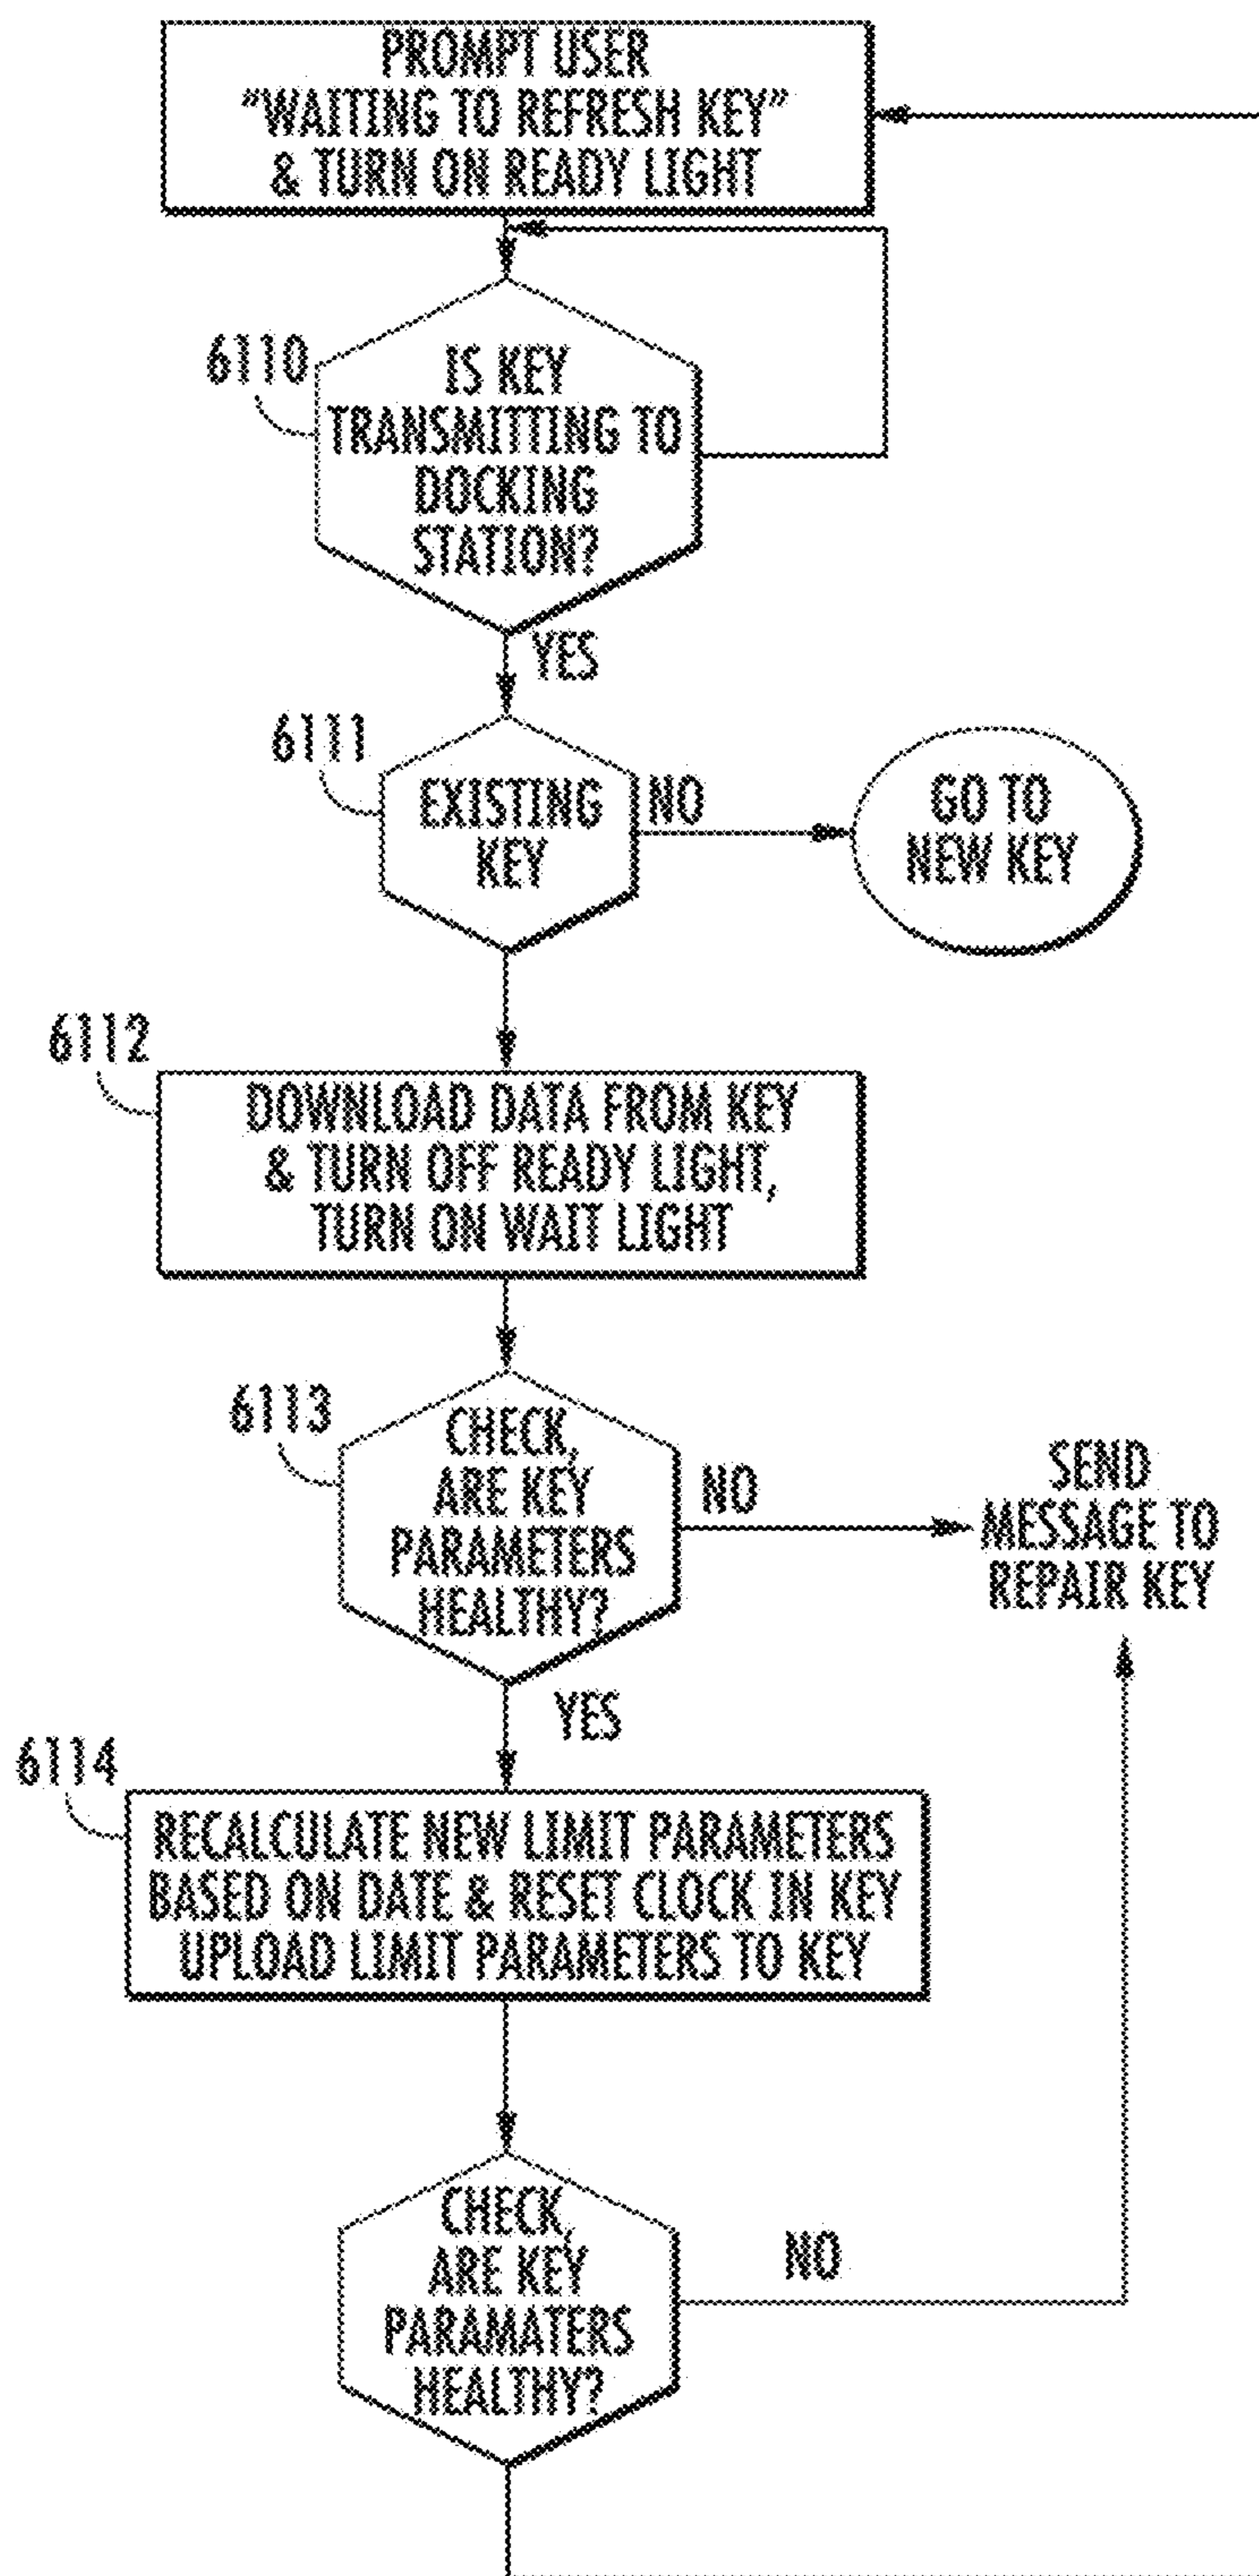 PROMPT USER
"WAITING TO REFRESH KEY"
& TURN ON READY LIGHT
6110
IS KEY
TRANSMITTING TO
DOCKING
STATION?
YES
6111
EXISTING
KEY
NO
GO TO
NEW KEY
6112
DOWNLOAD DATA FROM KEY
& TURN OFF READY LIGHT,
TURN ON WAIT LIGHT
6113
CHECK,
ARE KEY
PARAMETERS
HEALTHY?
NO
SEND
MESSAGE TO
REPAIR KEY
YES
6114
RECALCULATE NEW LIMIT PARAMETERS
BASED ON DATE & RESET CLOCK IN KEY
UPLOAD LIMIT PARAMETERS TO KEY
CHECK,
ARE KEY
PARAMATERS
HEALTHY?
NO